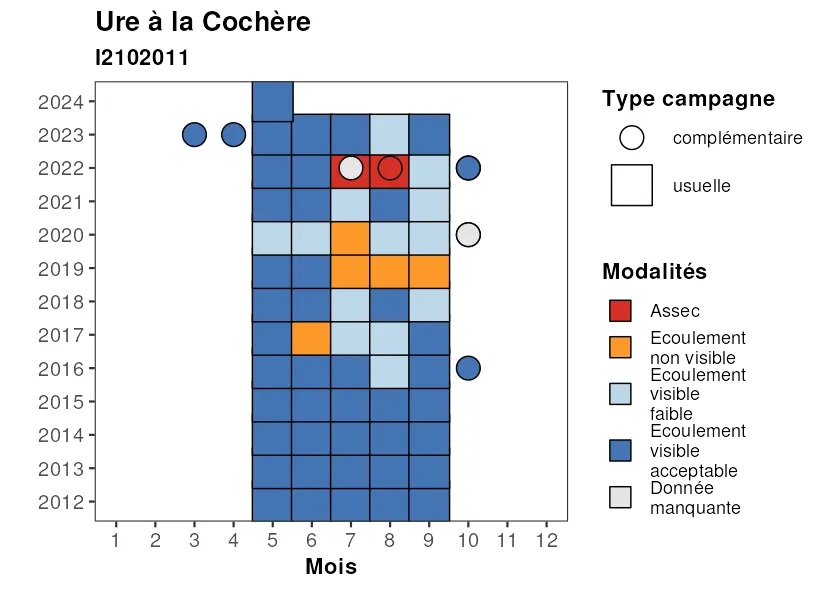 Ure à la Cochère
I2102011
2024
2023
2022
2021
2020
2019
2018
2017
2016
2015
2014
2013
2012
1 2 3 4 5 6 7 8 9 10 11 12
Mois
Type campagne
complémentaire
usuelle
Modalités
Assec
Ecoulement
non visible
Ecoulement
visible
faible
Ecoulement
visible
acceptable
Donnée
manquante